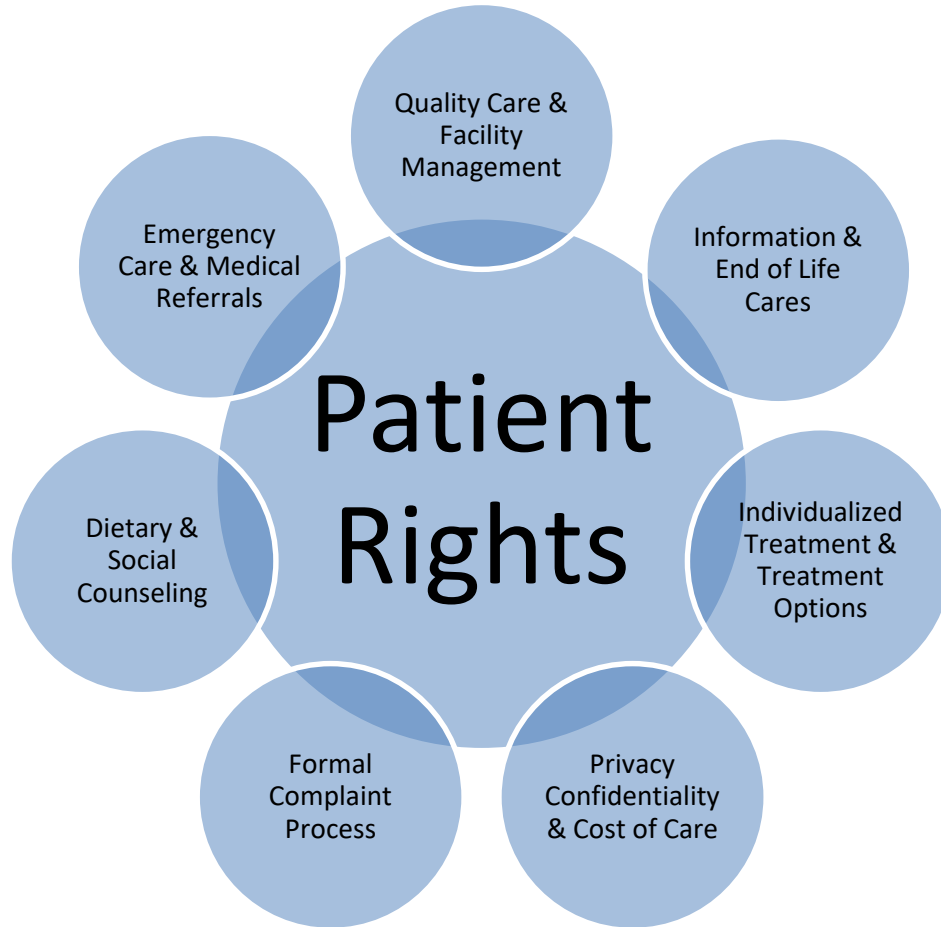 Quality Care &
Facility
Management
Information &
End of Life
Cares
Individualized
Treatment &
Treatment
Options
Privacy
Confidentiality
& Cost of Care
Formal
Complaint
Process
Dietary &
Social
Counseling
Emergency
Care & Medical
Referrals
Patient
Rights